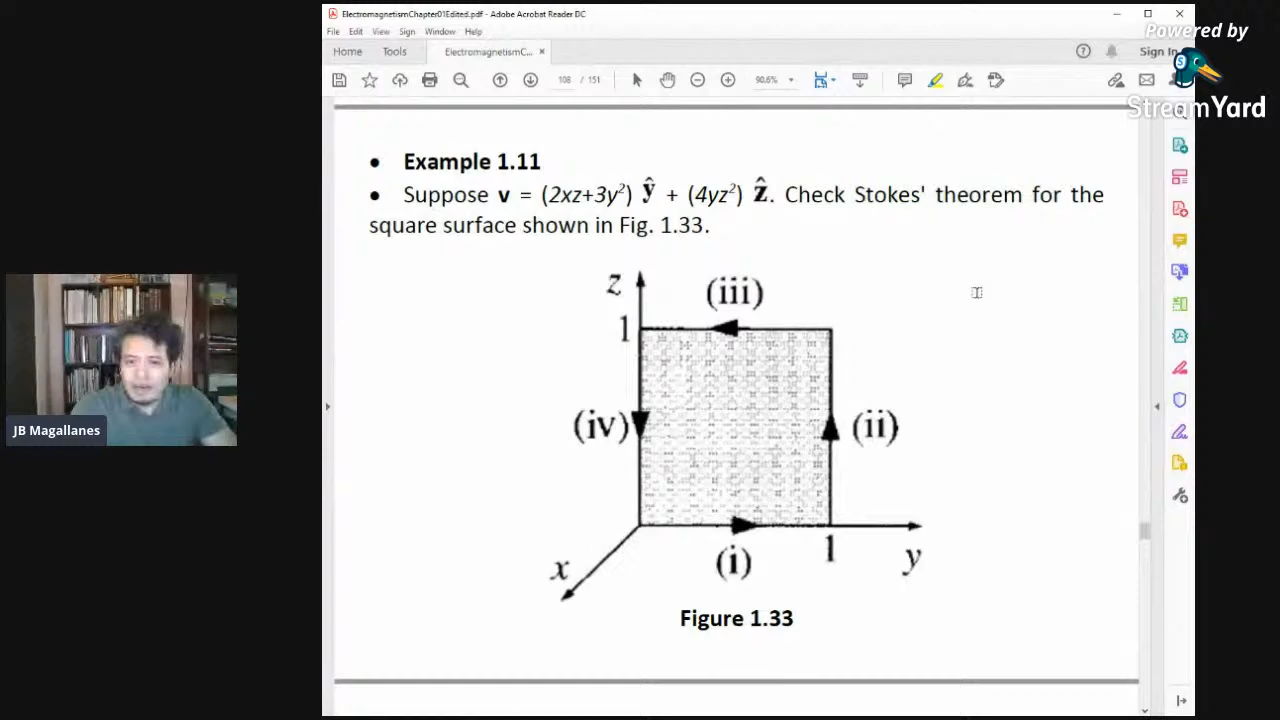 ElectromagnetismChapter01Edited.pdf - Adobe Acrobat Reader DC
Powered by
File Edit View Sign Window Help
Home Tools ElectromagnetismC... × Sign In
108 / 151 90.6%
StreamYard
• Example 1.11
• Suppose v = (2xz+3y²) ŷ + (4yz²) ẑ. Check Stokes' theorem for the
square surface shown in Fig. 1.33.
z
(iii)
1
(iv)
(ii)
JB Magallanes
x
(i)
1
y
Figure 1.33